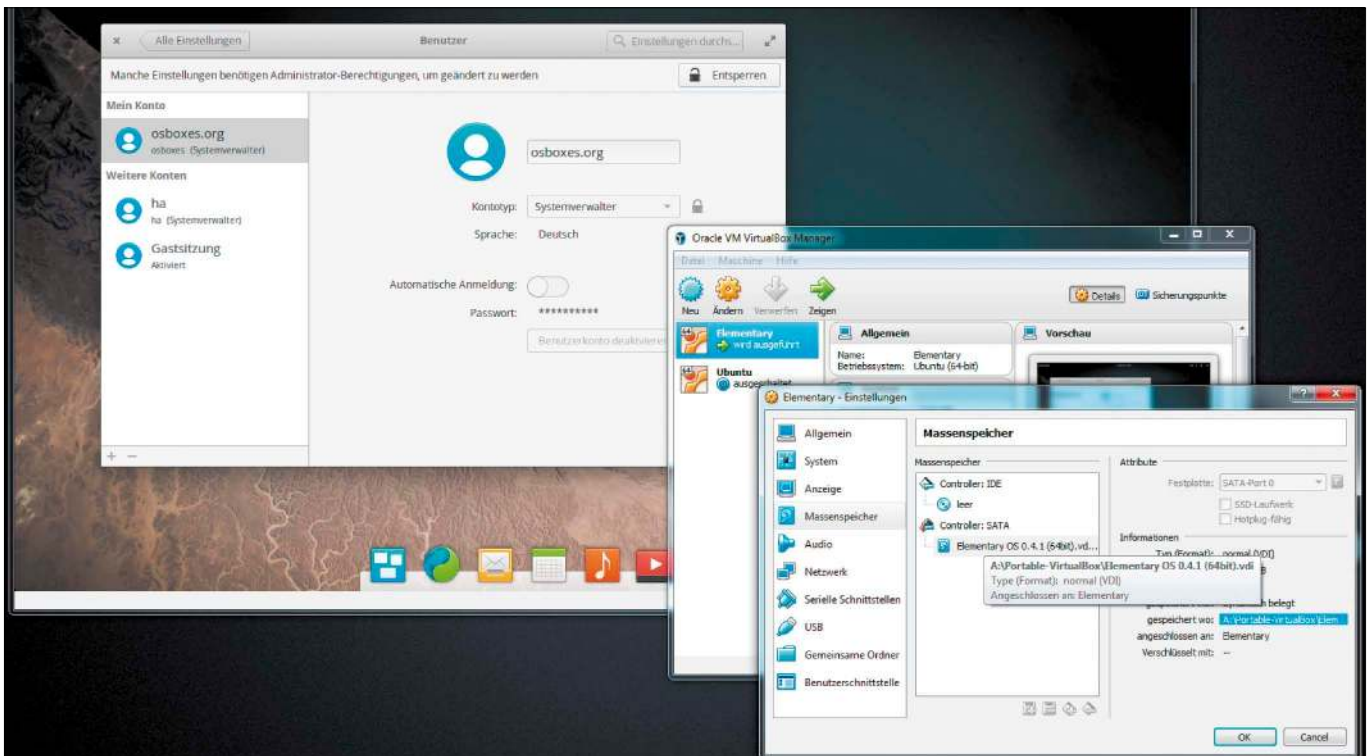 Alle Einstellungen
Benutzer
Einstellungen durchs...
Manche Einstellungen benötigen Administrator-Berechtigungen, um geändert zu werden
Entsperren
Mein Konto
osboxes.org
osboxes (Systemverwalter)
Weitere Konten
ha
ha (Systemverwalter)
Gastsitzung
Aktiviert
osboxes.org
Kontotyp: Systemverwalter
Sprache: Deutsch
Automatische Anmeldung:
Passwort: **********
Benutzerkonto deaktivieren
Oracle VM VirtualBox Manager
Datei Maschine Hilfe
Neu Ändern Verwerfen Zeigen
Details Sicherungspunkte
Elementary
wird ausgeführt
Ubuntu
ausgeschaltet
Allgemein
Name: Elementary
Betriebssystem: Ubuntu (64-bit)
Vorschau
Elementary - Einstellungen
Allgemein
System
Anzeige
Massenspeicher
Audio
Netzwerk
Serielle Schnittstellen
USB
Gemeinsame Ordner
Benutzerschnittstelle
Massenspeicher
Massenspeicher
Controller: IDE
leer
Controller: SATA
Elementary OS 0.4.1 (64bit).vd...
A:\Portable-VirtualBox\Elementary OS 0.4.1 (64bit).vdi
Type (Format): normal (VDI)
Angeschlossen an: Elementary
Attribute
Festplatte: SATA-Port 0
SSD-Laufwerk
Hotplug-fähig
Informationen
Typ (Format): normal (VDI)
belegt
gespeichert wo: A:\Portable-VirtualBox\Elem
angeschlossen an: Elementary
Verschlüsselt mit: --
OK Cancel